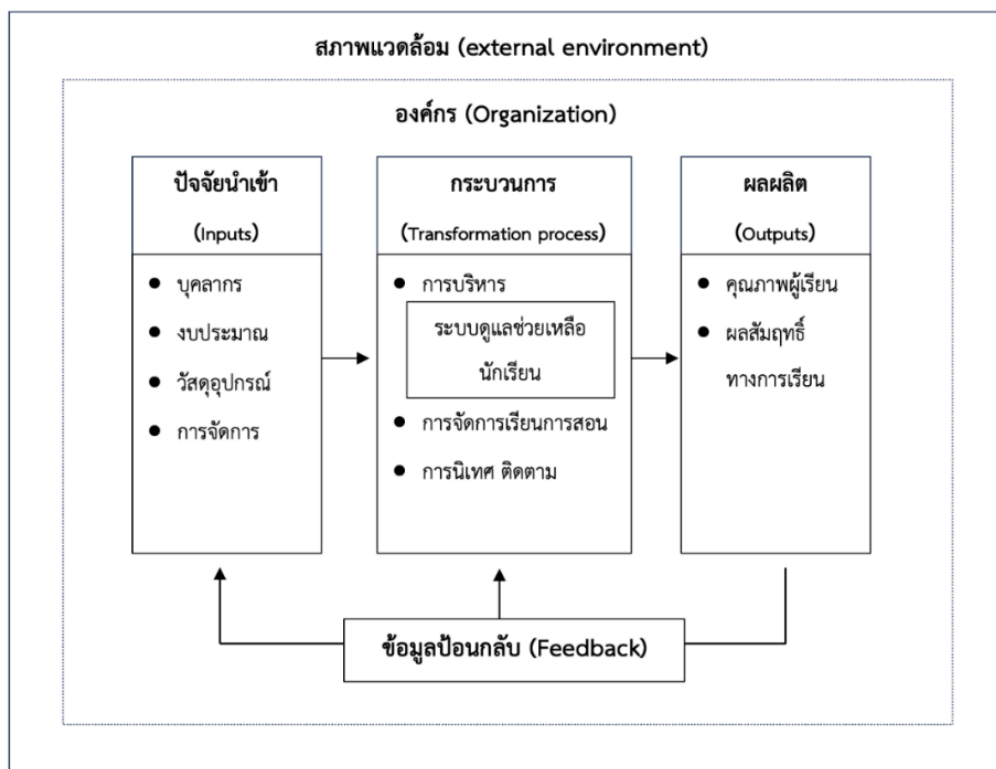 สภาพแวดล้อม (external environment)
องค์กร (Organization)
ปัจจัยนำเข้า
(Inputs)
● บุคลากร
● งบประมาณ
● วัสดุอุปกรณ์
● การจัดการ
กระบวนการ
(Transformation process)
● การบริหาร
ระบบดูแลช่วยเหลือ
นักเรียน
● การจัดการเรียนการสอน
● การนิเทศ ติดตาม
ผลผลิต
(Outputs)
● คุณภาพผู้เรียน
● ผลสัมฤทธิ์
ทางการเรียน
ข้อมูลป้อนกลับ (Feedback)